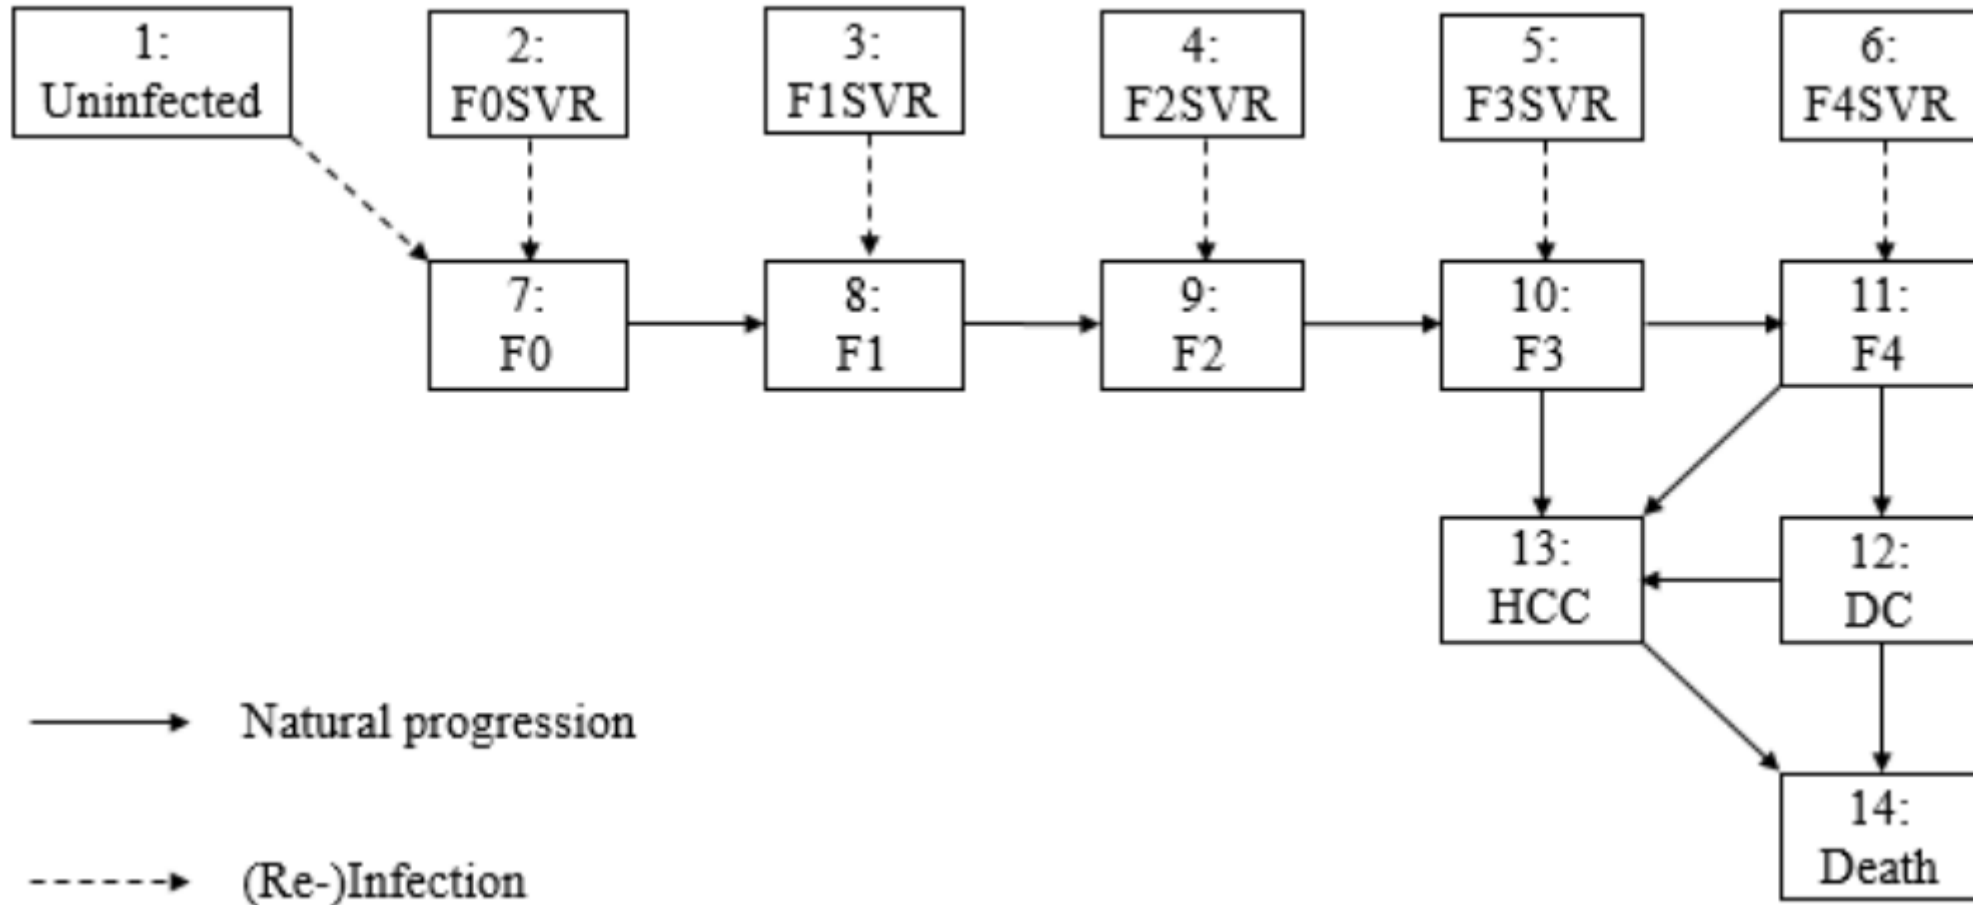 1:
Uninfected
2:
F0SVR
3:
F1SVR
4:
F2SVR
5:
F3SVR
6:
F4SVR
7:
F0
8:
F1
9:
F2
10:
F3
11:
F4
13:
HCC
12:
DC
14:
Death
Natural progression
(Re-)Infection